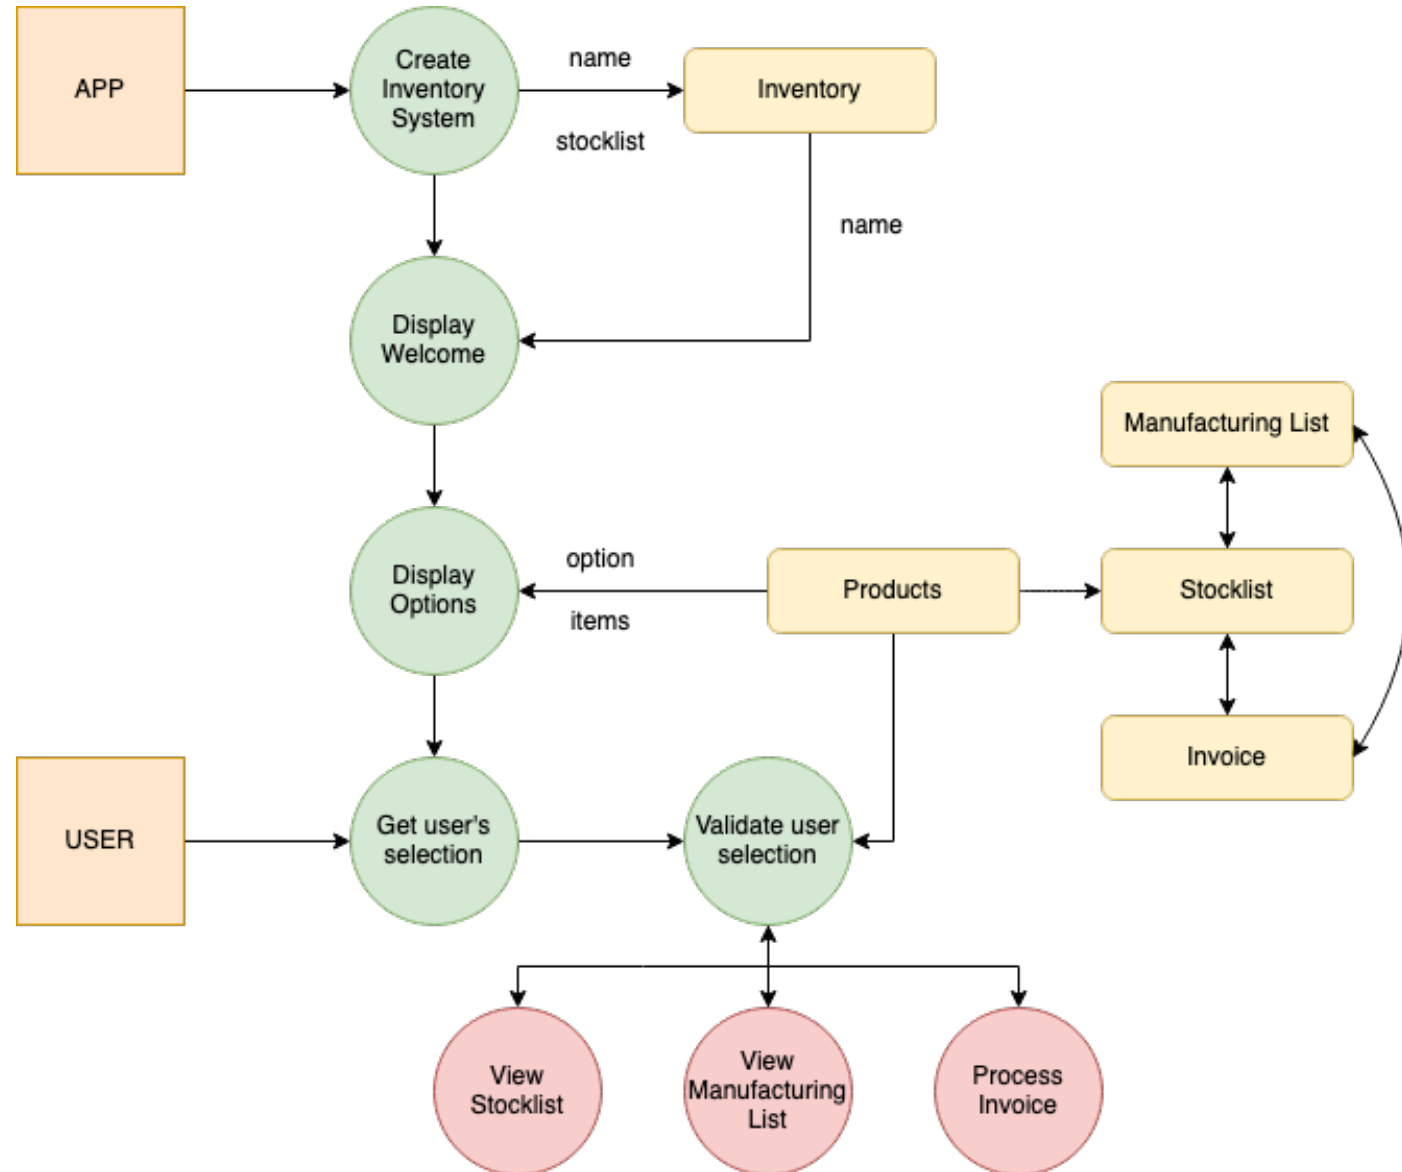 APP
Create
Inventory
System
name
stocklist
Inventory
name
Display
Welcome
Manufacturing List
Display
Options
option
items
Products
Stocklist
Invoice
USER
Get user's
selection
Validate user
selection
View
Stocklist
View
Manufacturing
List
Process
Invoice